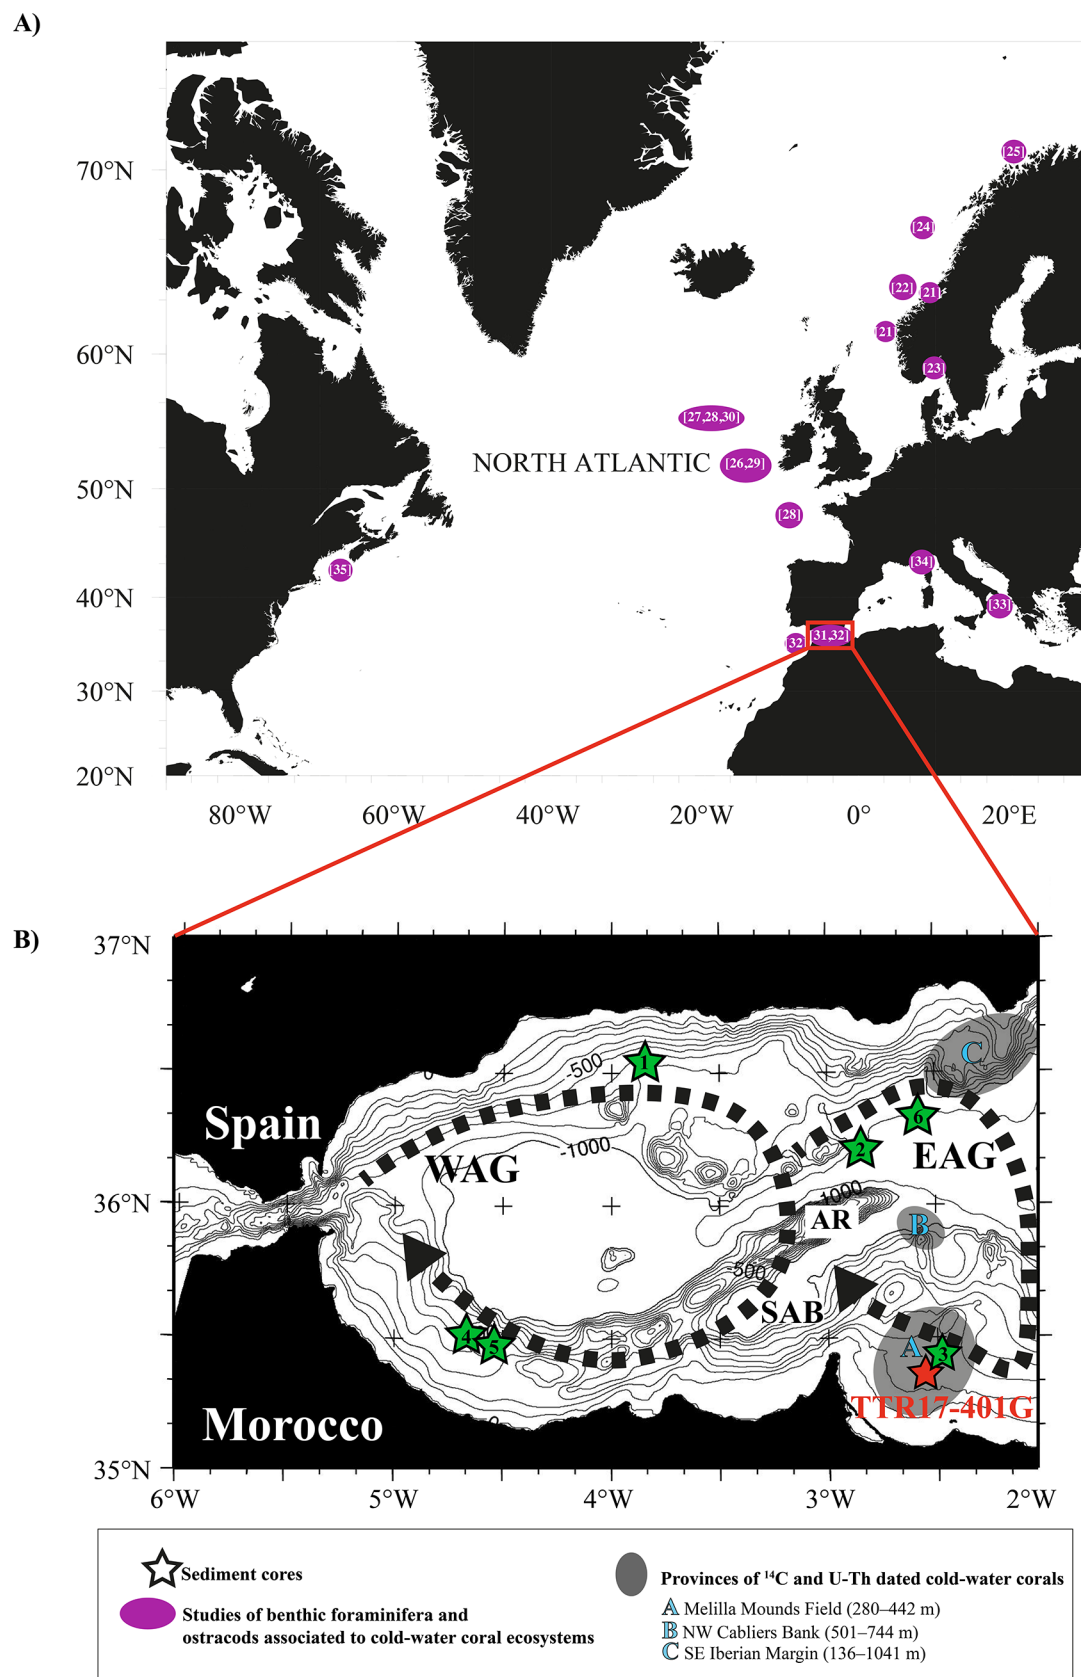 A)
70°N
60°N
50°N
40°N
30°N
20°N
[25]
[24]
[22]
21]
21
[23]
[27,28,30]
NORTH ATLANTIC
[26,29]
[28]
[35]
[34]
[33]
32
[31,32]
80°W 60°W 40°W 20°W 0° 20°E
B)
37°N
36°N
35°N
Spain
0
-500
1
-1000
WAG
C
6
2
EAG
-1000
AR
B
-500
SAB
4
5
A
3
TTR17-401G
Morocco
0
6°W 5°W 4°W 3°W 2°W
Sediment cores
Studies of benthic foraminifera and
ostracods associated to cold-water coral ecosystems
Provinces of ¹⁴C and U-Th dated cold-water corals
A Melilla Mounds Field (280–442 m)
B NW Cabliers Bank (501–744 m)
C SE Iberian Margin (136–1041 m)